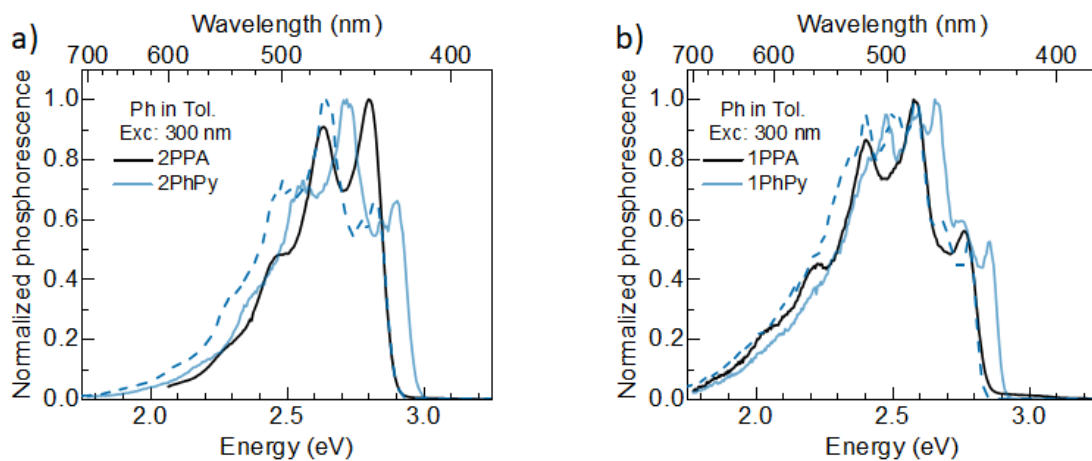 a)
Wavelength (nm)
700 600 500 400
Normalized phosphorescence
1.0
0.8
0.6
0.4
0.2
0.0
Ph in Tol.
Exc: 300 nm
2PPA
2PhPy
2.0 2.5 3.0
Energy (eV)
b)
Wavelength (nm)
700 600 500 400
Normalized phosphorescence
1.0
0.8
0.6
0.4
0.2
0.0
Ph in Tol.
Exc: 300 nm
1PPA
1PhPy
2.0 2.5 3.0
Energy (eV)